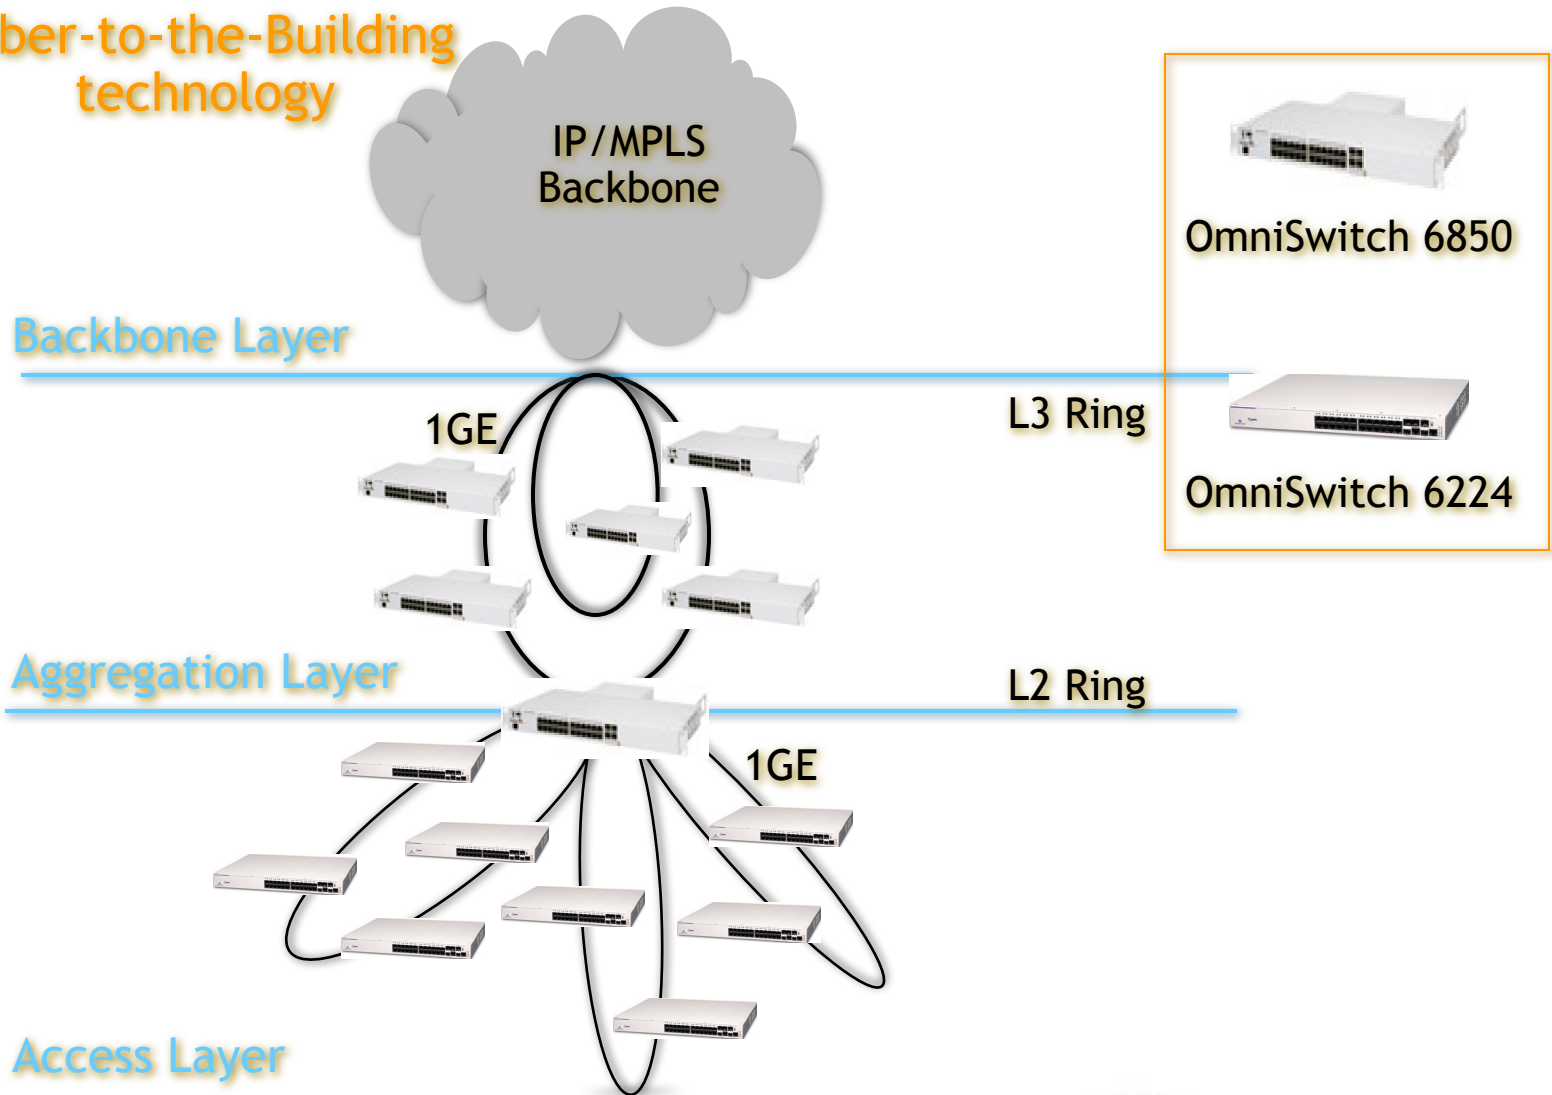 ber-to-the-Building
technology
IP/MPLS
Backbone
OmniSwitch 6850
Backbone Layer
1GE
L3 Ring
OmniSwitch 6224
Aggregation Layer
L2 Ring
1GE
Access Layer